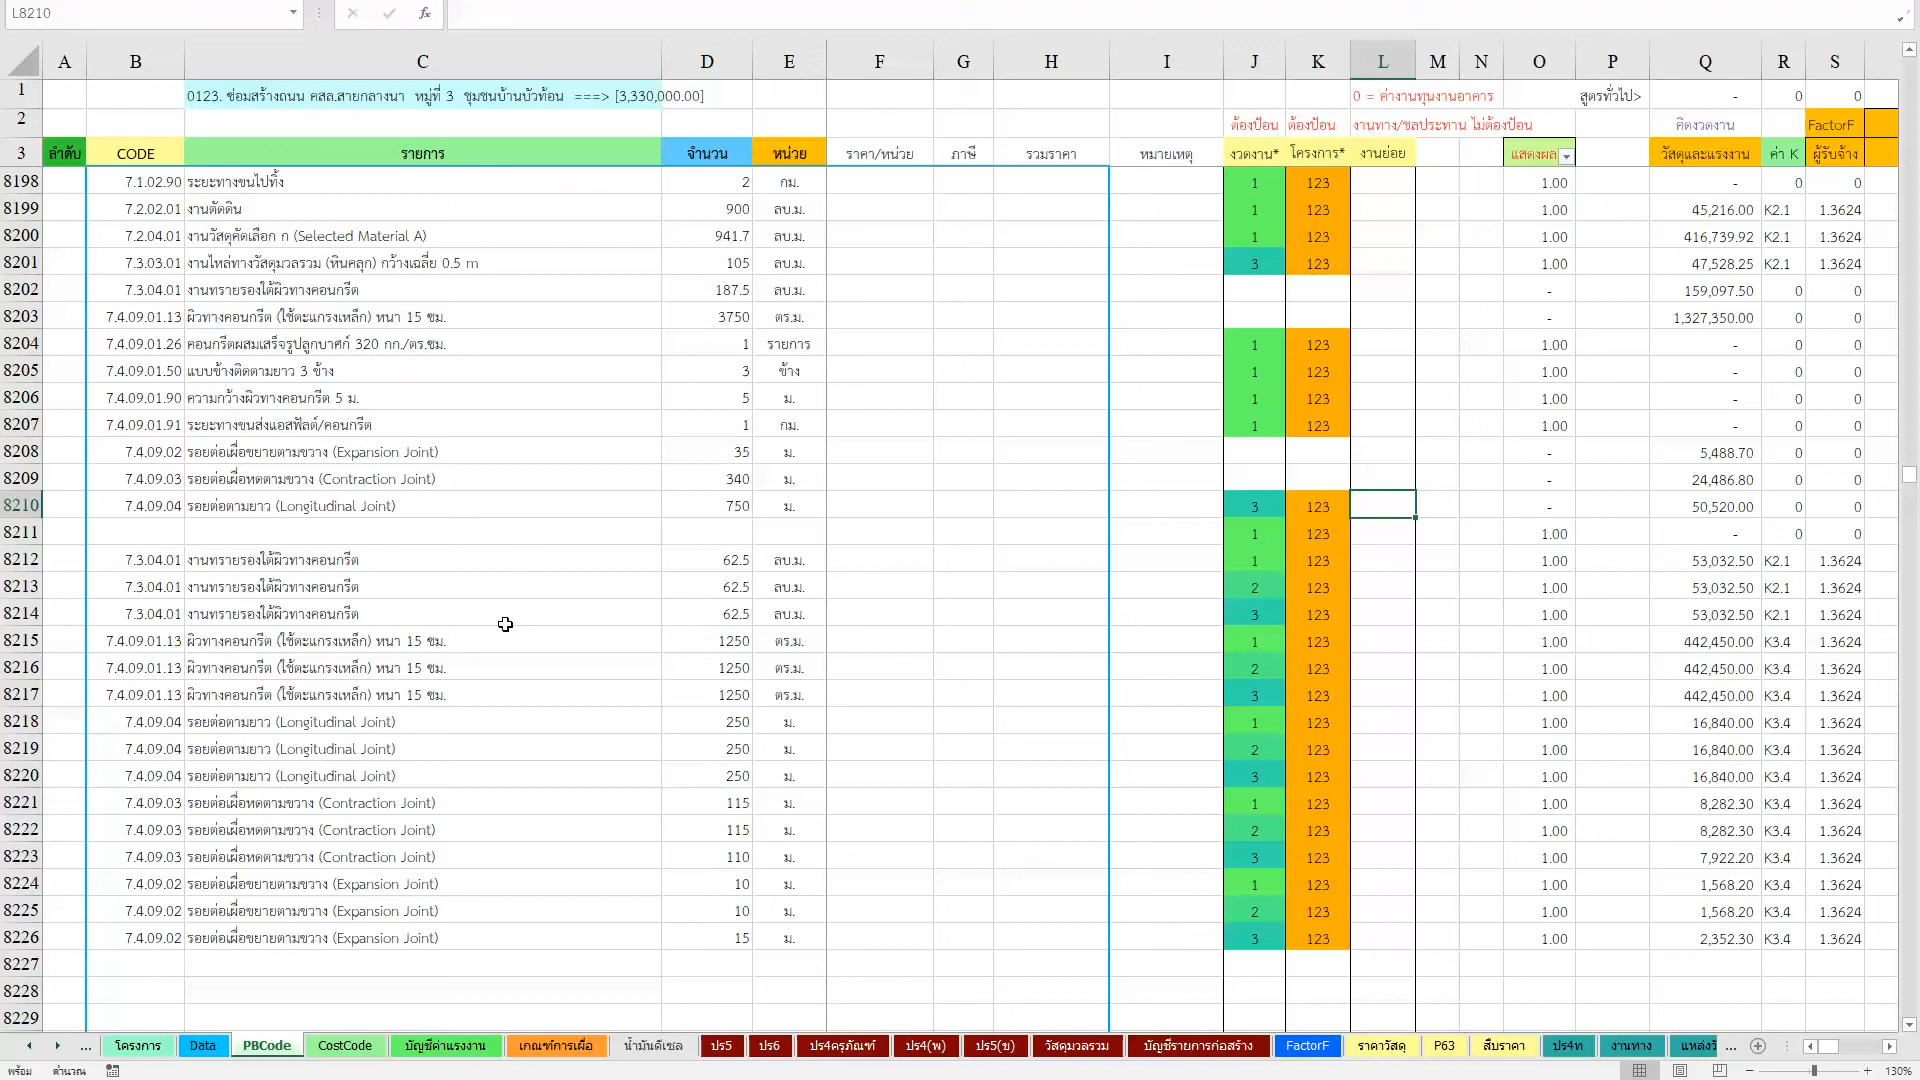 L8210 fx
A B C D E F G H I J K L M N O P Q R S
1 0123. ซ่อมสร้างถนน คสล.สายกลางนา หมู่ที่ 3 ชุมชนบ้านบัวท้อน ===> [3,330,000.00] 0 = ค่างานทุนงานอาคาร สูตรทั่วไป> - 0 0
2 ต้องป้อน ต้องป้อน งานทาง/ชลประทาน ไม่ต้องป้อน คิดงวดงาน FactorF
3 ลำดับ CODE รายการ จำนวน หน่วย ราคา/หน่วย ภาษี รวมราคา หมายเหตุ งวดงาน* โครงการ* งานย่อย แสดงผล วัสดุและแรงงาน ค่า K ผู้รับจ้าง
8198 7.1.02.90 ระยะทางขนไปทิ้ง 2 กม. 1 123 1.00 - 0 0
8199 7.2.02.01 งานตัดดิน 900 ลบ.ม. 1 123 1.00 45,216.00 K2.1 1.3624
8200 7.2.04.01 งานวัสดุคัดเลือก ก (Selected Material A) 941.7 ลบ.ม. 1 123 1.00 416,739.92 K2.1 1.3624
8201 7.3.03.01 งานไหล่ทางวัสดุมวลรวม (หินคลุก) กว้างเฉลี่ย 0.5 m 105 ลบ.ม. 3 123 1.00 47,528.25 K2.1 1.3624
8202 7.3.04.01 งานทรายรองใต้ผิวทางคอนกรีต 187.5 ลบ.ม. - 159,097.50 0 0
8203 7.4.09.01.13 ผิวทางคอนกรีต (ใช้ตะแกรงเหล็ก) หนา 15 ซม. 3750 ตร.ม. - 1,327,350.00 0 0
8204 7.4.09.01.26 คอนกรีตผสมเสร็จรูปลูกบาศก์ 320 กก./ตร.ซม. 1 รายการ 1 123 1.00 - 0 0
8205 7.4.09.01.50 แบบข้างติดตามยาว 3 ข้าง 3 ข้าง 1 123 1.00 - 0 0
8206 7.4.09.01.90 ความกว้างผิวทางคอนกรีต 5 ม. 5 ม. 1 123 1.00 - 0 0
8207 7.4.09.01.91 ระยะทางขนส่งแอสฟัลต์/คอนกรีต 1 กม. 1 123 1.00 - 0 0
8208 7.4.09.02 รอยต่อเผื่อขยายตามขวาง (Expansion Joint) 35 ม. - 5,488.70 0 0
8209 7.4.09.03 รอยต่อเผื่อหดตามขวาง (Contraction Joint) 340 ม. - 24,486.80 0 0
8210 7.4.09.04 รอยต่อตามยาว (Longitudinal Joint) 750 ม. 3 123 - 50,520.00 0 0
8211 1 123 1.00 - 0 0
8212 7.3.04.01 งานทรายรองใต้ผิวทางคอนกรีต 62.5 ลบ.ม. 1 123 1.00 53,032.50 K2.1 1.3624
8213 7.3.04.01 งานทรายรองใต้ผิวทางคอนกรีต 62.5 ลบ.ม. 2 123 1.00 53,032.50 K2.1 1.3624
8214 7.3.04.01 งานทรายรองใต้ผิวทางคอนกรีต 62.5 ลบ.ม. 3 123 1.00 53,032.50 K2.1 1.3624
8215 7.4.09.01.13 ผิวทางคอนกรีต (ใช้ตะแกรงเหล็ก) หนา 15 ซม. 1250 ตร.ม. 1 123 1.00 442,450.00 K3.4 1.3624
8216 7.4.09.01.13 ผิวทางคอนกรีต (ใช้ตะแกรงเหล็ก) หนา 15 ซม. 1250 ตร.ม. 2 123 1.00 442,450.00 K3.4 1.3624
8217 7.4.09.01.13 ผิวทางคอนกรีต (ใช้ตะแกรงเหล็ก) หนา 15 ซม. 1250 ตร.ม. 3 123 1.00 442,450.00 K3.4 1.3624
8218 7.4.09.04 รอยต่อตามยาว (Longitudinal Joint) 250 ม. 1 123 1.00 16,840.00 K3.4 1.3624
8219 7.4.09.04 รอยต่อตามยาว (Longitudinal Joint) 250 ม. 2 123 1.00 16,840.00 K3.4 1.3624
8220 7.4.09.04 รอยต่อตามยาว (Longitudinal Joint) 250 ม. 3 123 1.00 16,840.00 K3.4 1.3624
8221 7.4.09.03 รอยต่อเผื่อหดตามขวาง (Contraction Joint) 115 ม. 1 123 1.00 8,282.30 K3.4 1.3624
8222 7.4.09.03 รอยต่อเผื่อหดตามขวาง (Contraction Joint) 115 ม. 2 123 1.00 8,282.30 K3.4 1.3624
8223 7.4.09.03 รอยต่อเผื่อหดตามขวาง (Contraction Joint) 110 ม. 3 123 1.00 7,922.20 K3.4 1.3624
8224 7.4.09.02 รอยต่อเผื่อขยายตามขวาง (Expansion Joint) 10 ม. 1 123 1.00 1,568.20 K3.4 1.3624
8225 7.4.09.02 รอยต่อเผื่อขยายตามขวาง (Expansion Joint) 10 ม. 2 123 1.00 1,568.20 K3.4 1.3624
8226 7.4.09.02 รอยต่อเผื่อขยายตามขวาง (Expansion Joint) 15 ม. 3 123 1.00 2,352.30 K3.4 1.3624
8227
8228
8229
... โครงการ Data PBCode CostCode บัญชีค่าแรงงาน เกณฑ์การเผื่อ น้ำมันดีเซล ปร5 ปร6 ปร4ครุภัณฑ์ ปร4(พ) ปร5(ข) วัสดุมวลรวม บัญชีรายการก่อสร้าง FactorF ราคาวัสดุ P63 สืบราคา ปร4ท งานทาง แหล่งวั ...
พร้อม คำนวณ 130%